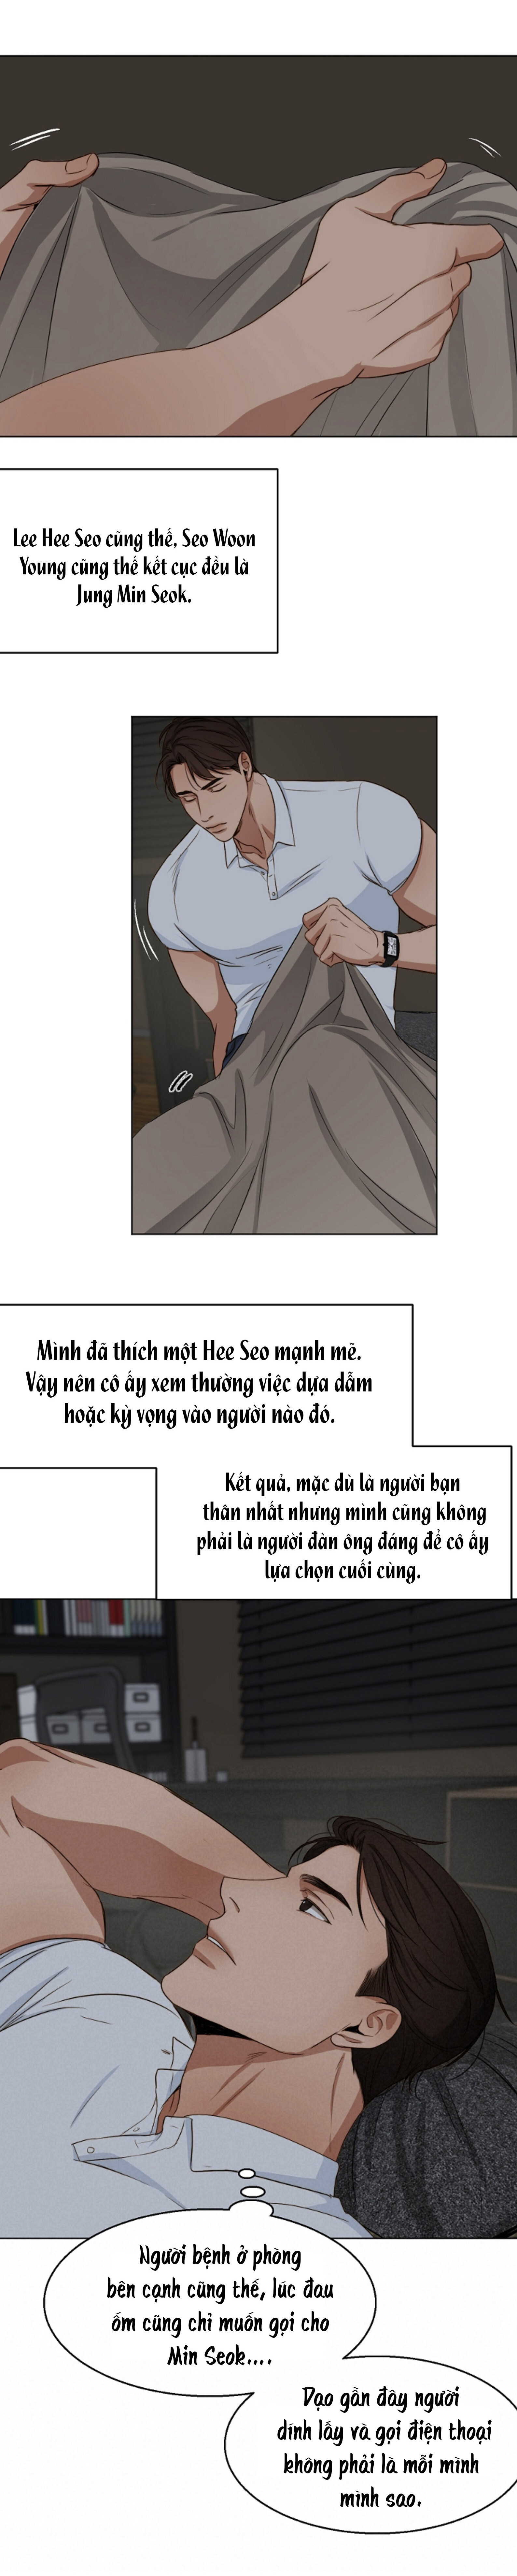 Lee Hee Seo cũng thế, Seo Woon
Young cũng thế kết cục đều là
Jung Min Seok.
Mình đã thích một Hee Seo mạnh mẽ.
Vậy nên cô ấy xem thường việc dựa dẫm
hoặc kỳ vọng vào người nào đó.
Kết quả, mặc dù là người bạn
thân nhất nhưng mình cũng không
phải là người đàn ông đáng để cô ấy
lựa chọn cuối cùng.
Người bệnh ở phòng
bên cạnh cũng thế, lúc đau
ốm cũng chỉ muốn gọi cho
Min Seok....
Dạo gần đây người
dính lấy và gọi điện thoại
không phải là mỗi mình
mình sao.